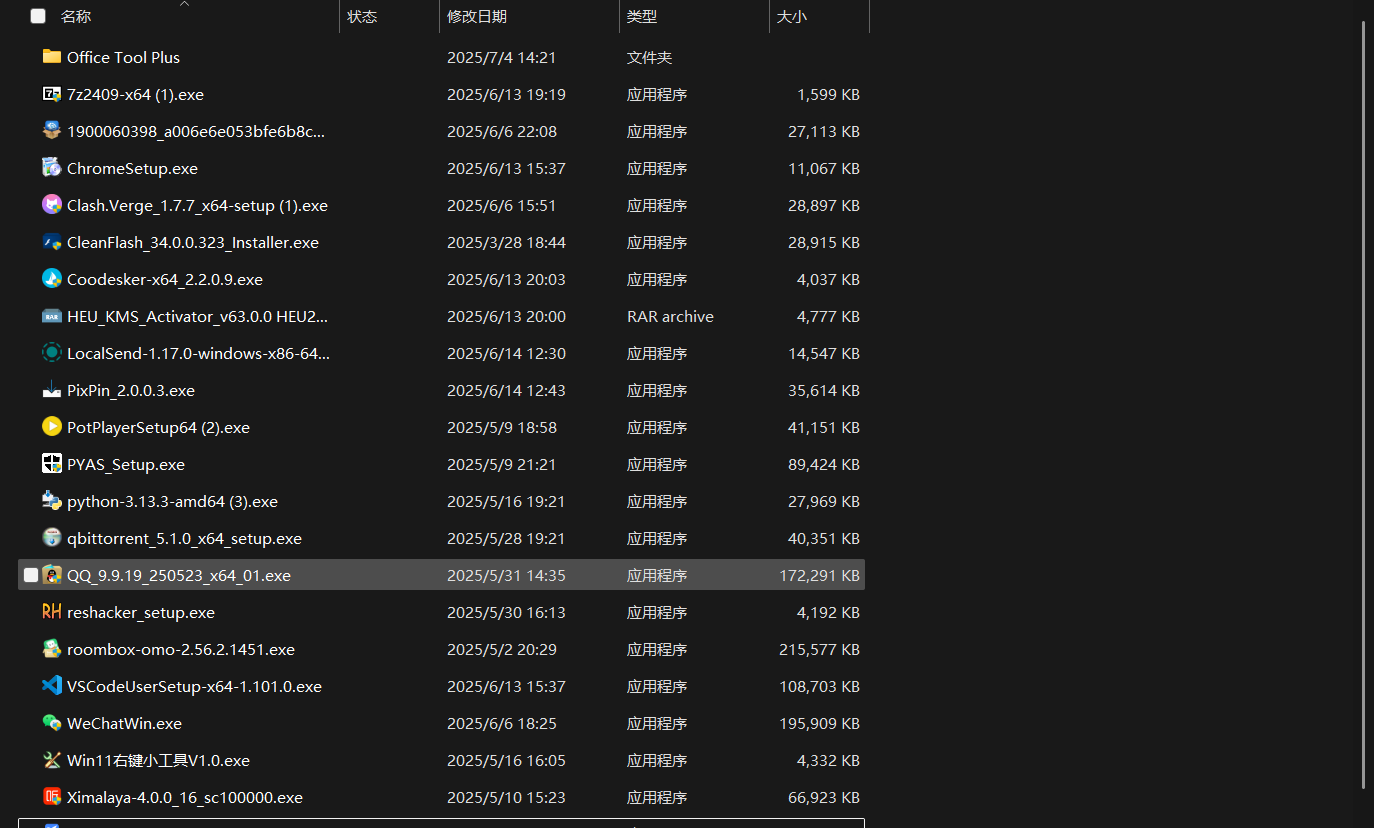 名称 状态 修改日期 类型 大小
Office Tool Plus 2025/7/4 14:21 文件夹
7z2409-x64 (1).exe 2025/6/13 19:19 应用程序 1,599 KB
1900060398_a006e6e053bfe6b8c... 2025/6/6 22:08 应用程序 27,113 KB
ChromeSetup.exe 2025/6/13 15:37 应用程序 11,067 KB
Clash.Verge_1.7.7_x64-setup (1).exe 2025/6/6 15:51 应用程序 28,897 KB
CleanFlash_34.0.0.323_Installer.exe 2025/3/28 18:44 应用程序 28,915 KB
Coodesker-x64_2.2.0.9.exe 2025/6/13 20:03 应用程序 4,037 KB
HEU_KMS_Activator_v63.0.0 HEU2... 2025/6/13 20:00 RAR archive 4,777 KB
LocalSend-1.17.0-windows-x86-64... 2025/6/14 12:30 应用程序 14,547 KB
PixPin_2.0.0.3.exe 2025/6/14 12:43 应用程序 35,614 KB
PotPlayerSetup64 (2).exe 2025/5/9 18:58 应用程序 41,151 KB
PYAS_Setup.exe 2025/5/9 21:21 应用程序 89,424 KB
python-3.13.3-amd64 (3).exe 2025/5/16 19:21 应用程序 27,969 KB
qbittorrent_5.1.0_x64_setup.exe 2025/5/28 19:21 应用程序 40,351 KB
QQ_9.9.19_250523_x64_01.exe 2025/5/31 14:35 应用程序 172,291 KB
RH reshacker_setup.exe 2025/5/30 16:13 应用程序 4,192 KB
roombox-omo-2.56.2.1451.exe 2025/5/2 20:29 应用程序 215,577 KB
VSCodeUserSetup-x64-1.101.0.exe 2025/6/13 15:37 应用程序 108,703 KB
WeChatWin.exe 2025/6/6 18:25 应用程序 195,909 KB
Win11右键小工具V1.0.exe 2025/5/16 16:05 应用程序 4,332 KB
Ximalaya-4.0.0_16_sc100000.exe 2025/5/10 15:23 应用程序 66,923 KB